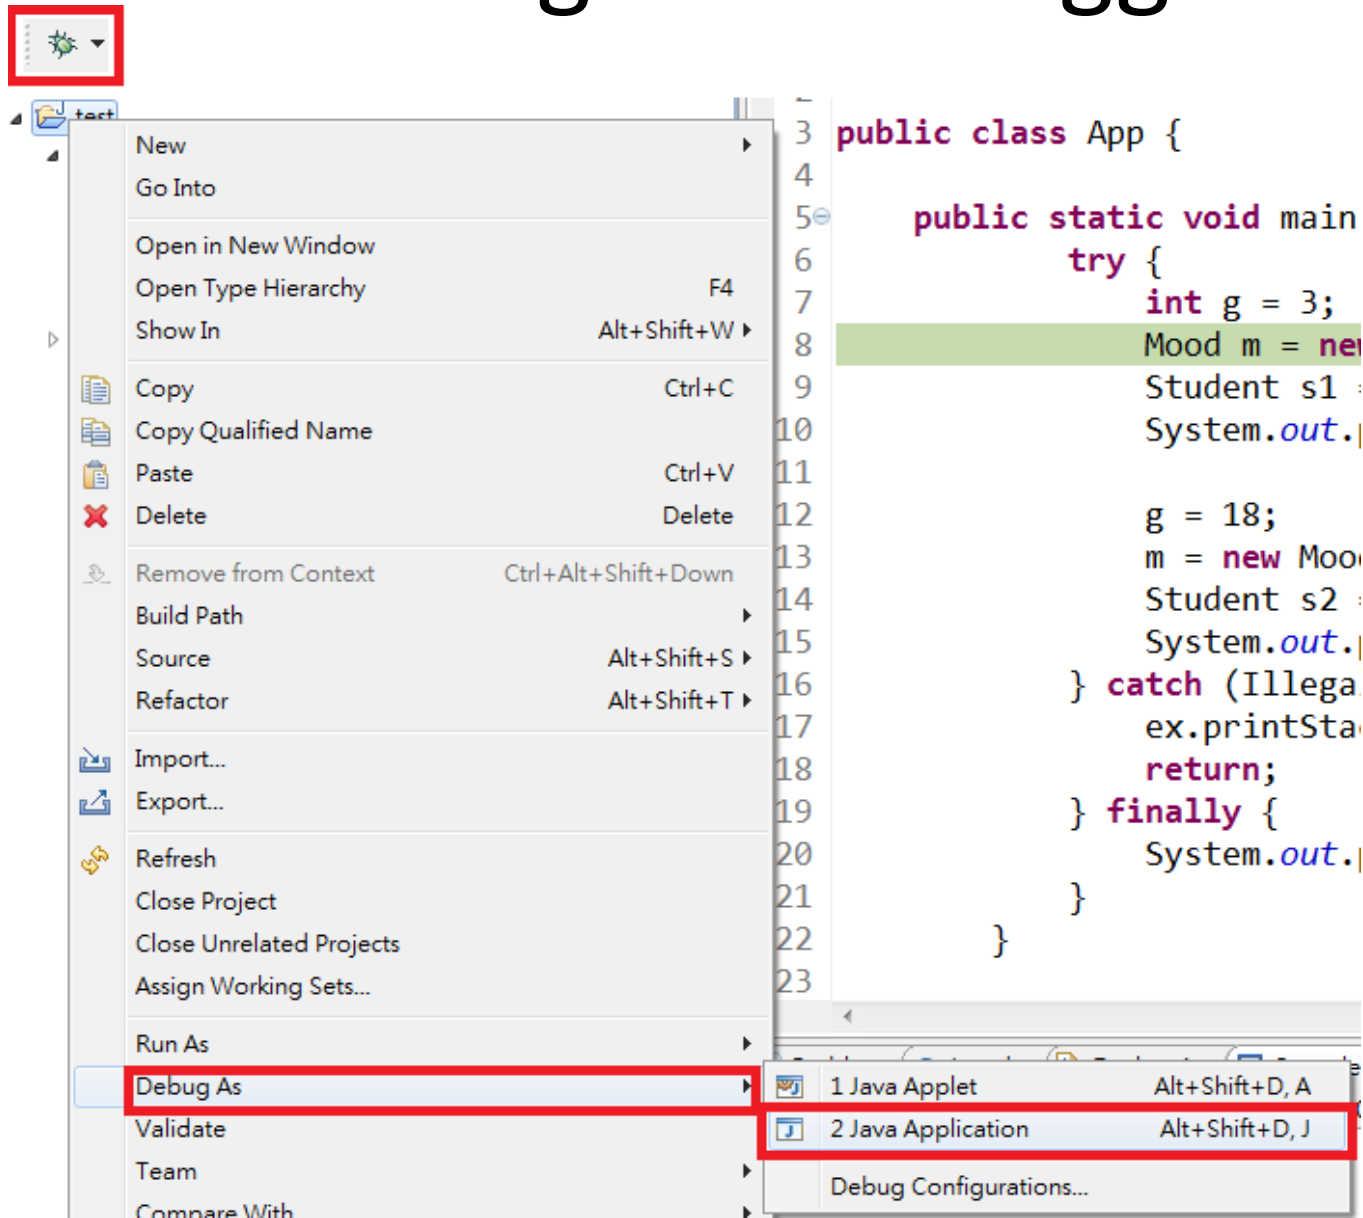 test
New
Go Into
Open in New Window
Open Type Hierarchy F4
Show In Alt+Shift+W
Copy Ctrl+C
Copy Qualified Name
Paste Ctrl+V
Delete Delete
Remove from Context Ctrl+Alt+Shift+Down
Build Path
Source Alt+Shift+S
Refactor Alt+Shift+T
Import...
Export...
Refresh
Close Project
Close Unrelated Projects
Assign Working Sets...
Run As
Debug As
Validate
Team
Compare With
1 Java Applet Alt+Shift+D, A
2 Java Application Alt+Shift+D, J
Debug Configurations...
3 public class App {
4
5 public static void main
6 try {
7 int g = 3;
8 Mood m = new
9 Student s1 =
10 System.out.
11
12 g = 18;
13 m = new Mood
14 Student s2 =
15 System.out.
16 } catch (Illega
17 ex.printSta
18 return;
19 } finally {
20 System.out.
21 }
22 }
23